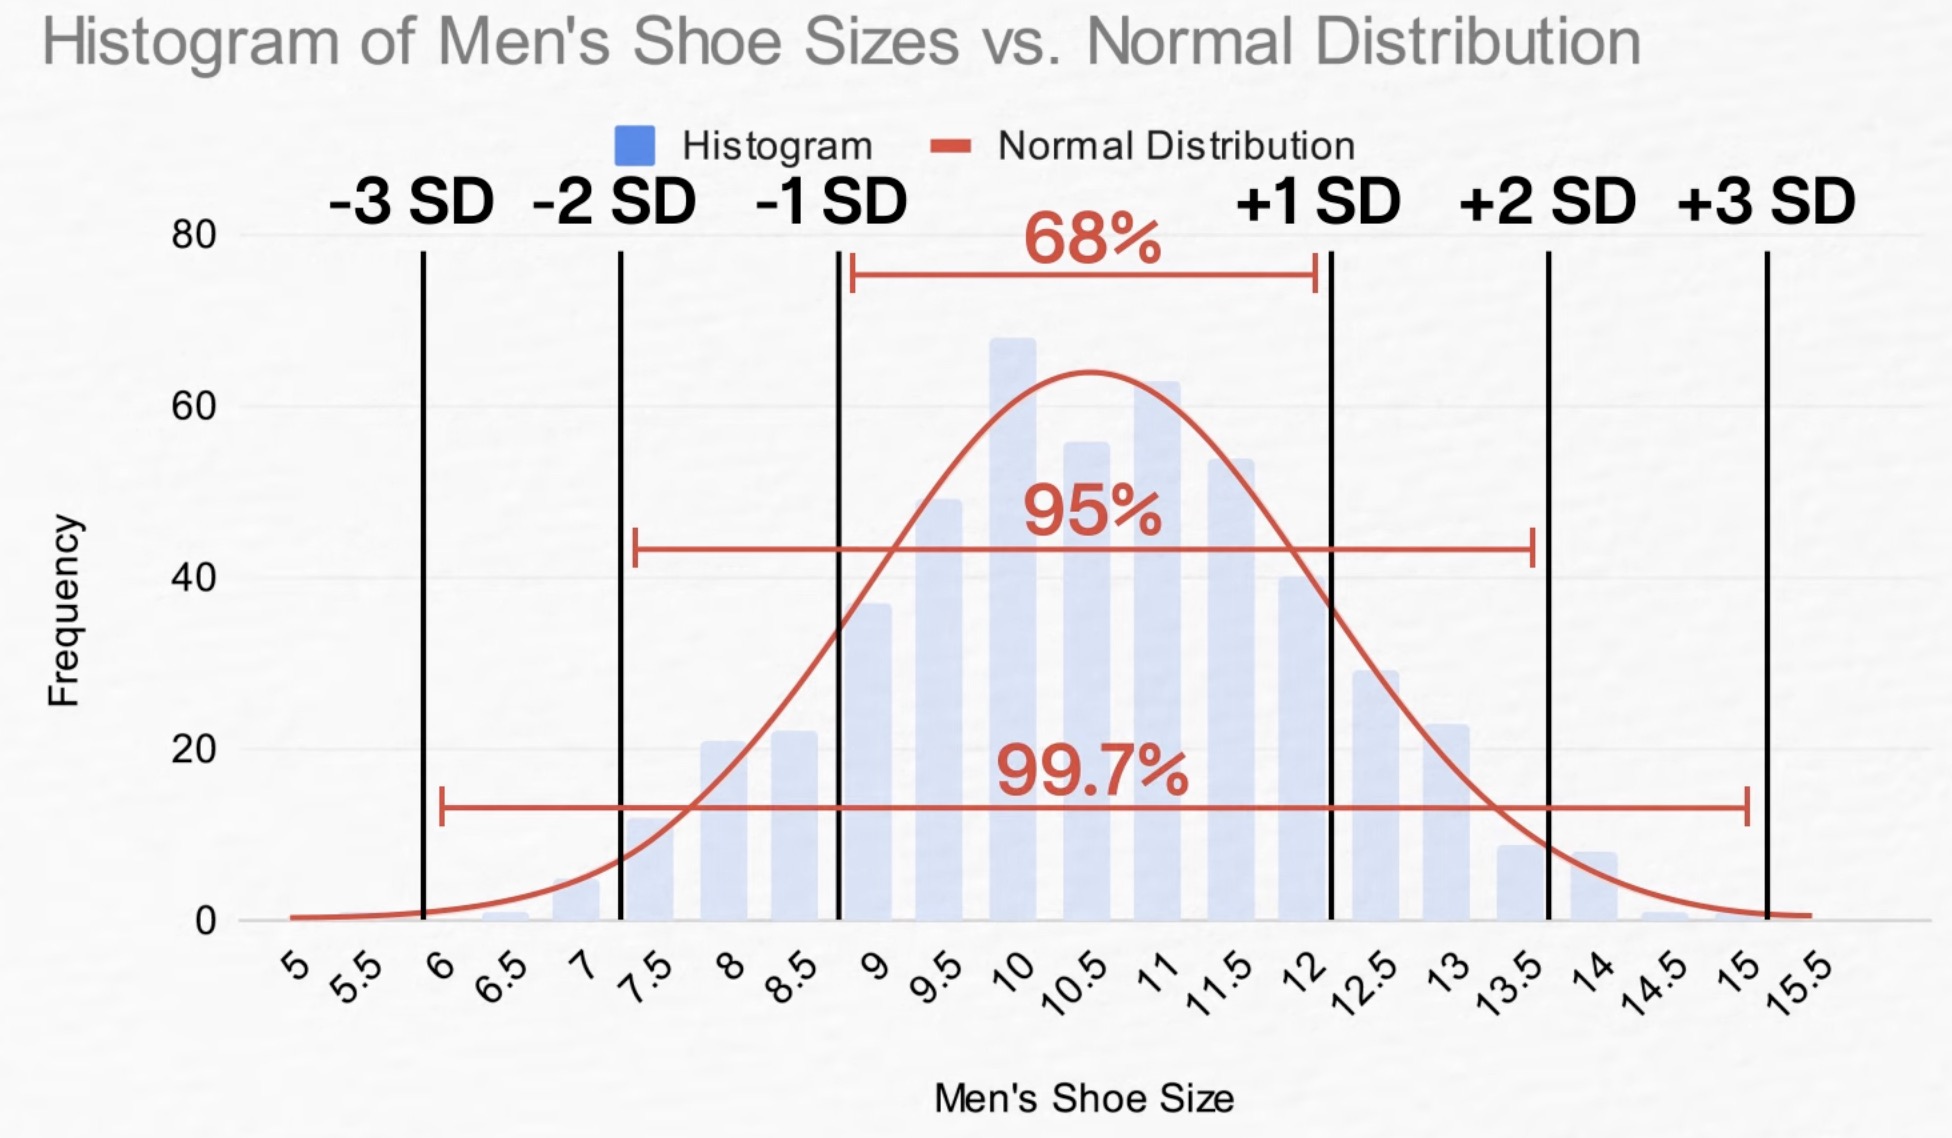 Histogram of Men's Shoe Sizes vs. Normal Distribution
Histogram Normal Distribution
-3 SD -2 SD -1 SD +1 SD +2 SD +3 SD
68%
95%
99.7%
80
60
40
20
0
Frequency
5 5.5 6 6.5 7 7.5 8 8.5 9 9.5 10 10.5 11 11.5 12 12.5 13 13.5 14 14.5 15 15.5
Men's Shoe Size